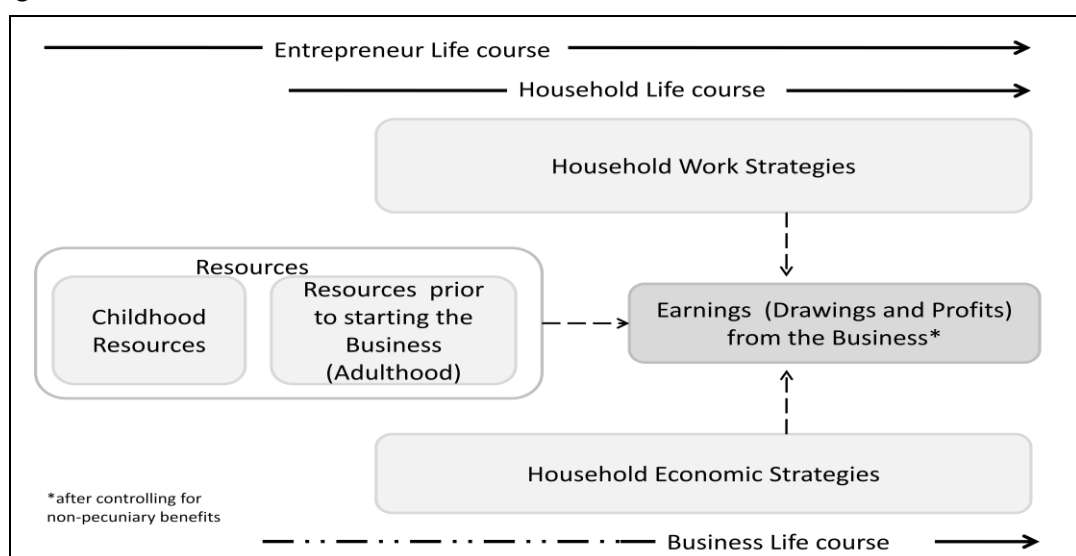 Entrepreneur Life course
Household Life course
Household Work Strategies
Resources
Childhood
Resources
Resources prior
to starting the
Business
(Adulthood)
Earnings (Drawings and Profits)
from the Business*
Household Economic Strategies
*after controlling for
non-pecuniary benefits
Business Life course